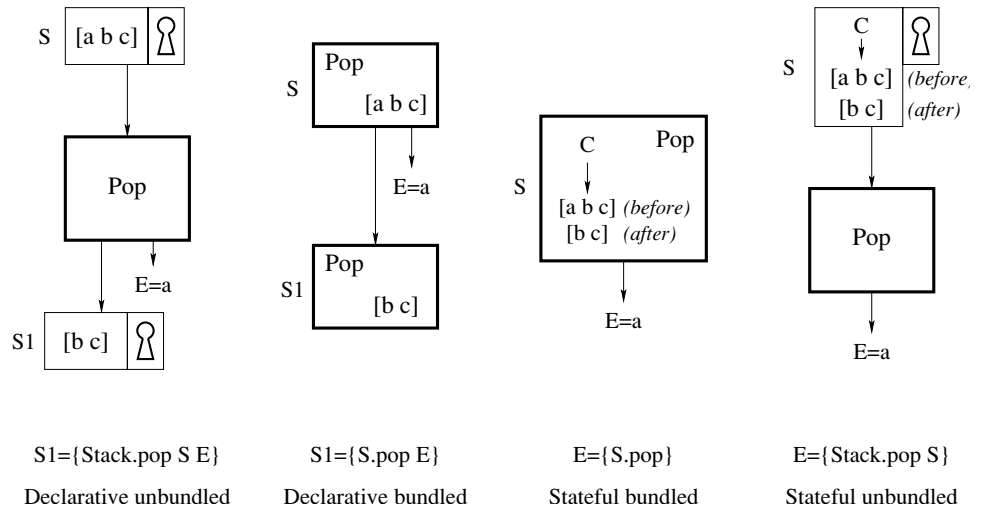 S [a b c]
Pop
E=a
S1 [b c]
S1={Stack.pop S E}
Declarative unbundled
Pop
S
[a b c]
E=a
Pop
S1
[b c]
S1={S.pop E}
Declarative bundled
C Pop
S
[a b c] (before)
[b c] (after)
E=a
E={S.pop}
Stateful bundled
C
S
[a b c] (before)
[b c] (after)
Pop
E=a
E={Stack.pop S}
Stateful unbundled